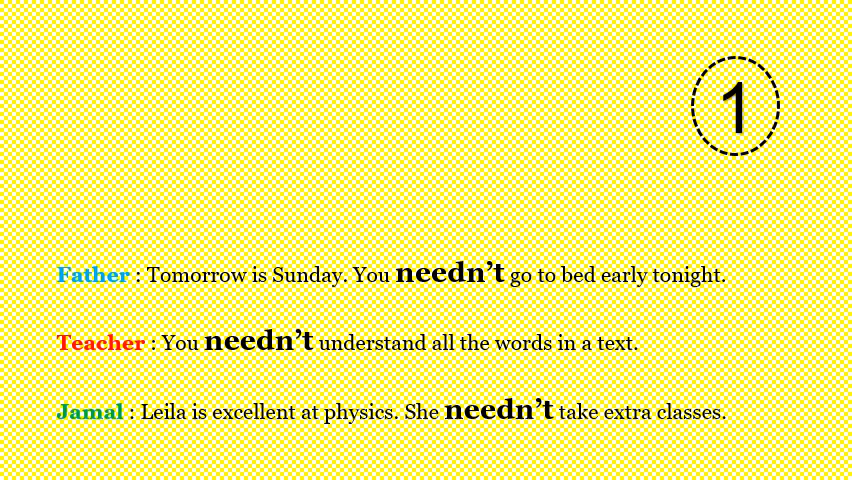 1
Father : Tomorrow is Sunday. You needn’t go to bed early tonight.
Teacher : You needn’t understand all the words in a text.
Jamal : Leila is excellent at physics. She needn’t take extra classes.